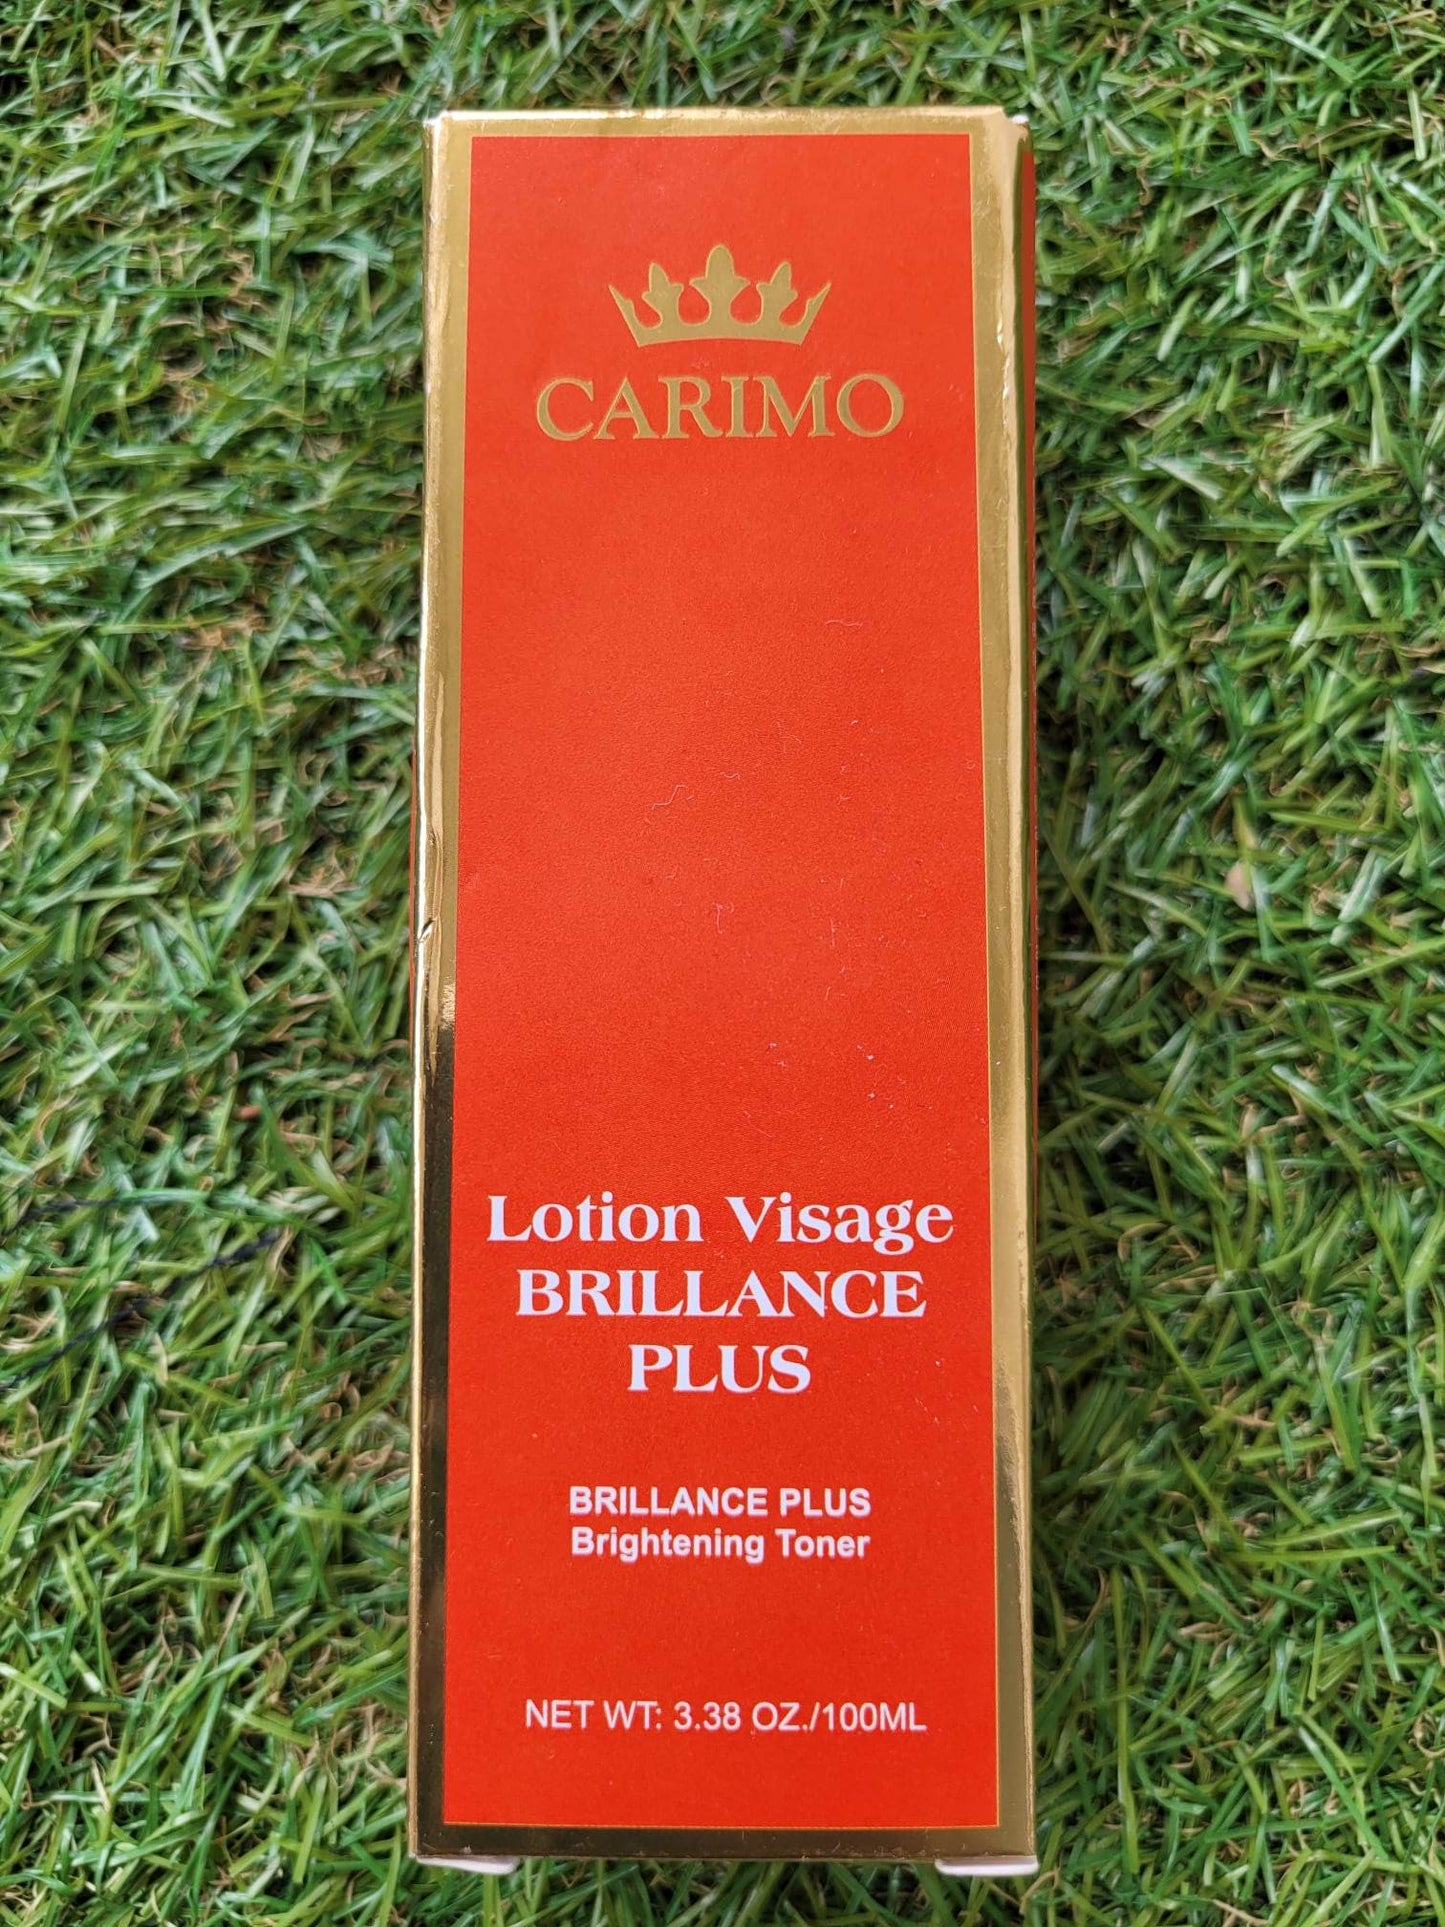 CARIMO
Lotion Visage
BRILLANCE
PLUS
BRILLANCE PLUS
Brightening Toner
NET WT: 3.38 OZ./100ML